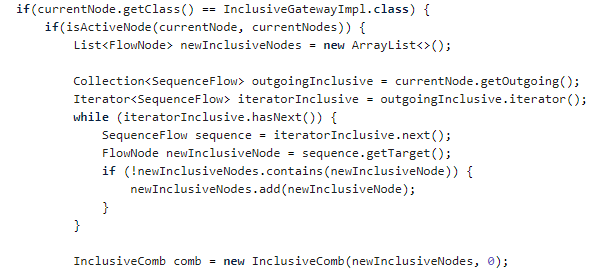 if(currentNode.getClass() == InclusiveGatewayImpl.class) {
if(isActiveNode(currentNode, currentNodes)) {
List<FlowNode> newInclusiveNodes = new ArrayList<>();
Collection<SequenceFlow> outgoingInclusive = currentNode.getOutgoing();
Iterator<SequenceFlow> iteratorInclusive = outgoingInclusive.iterator();
while (iteratorInclusive.hasNext()) {
SequenceFlow sequence = iteratorInclusive.next();
FlowNode newInclusiveNode = sequence.getTarget();
if (!newInclusiveNodes.contains(newInclusiveNode)) {
newInclusiveNodes.add(newInclusiveNode);
}
}
InclusiveComb comb = new InclusiveComb(newInclusiveNodes, 0);